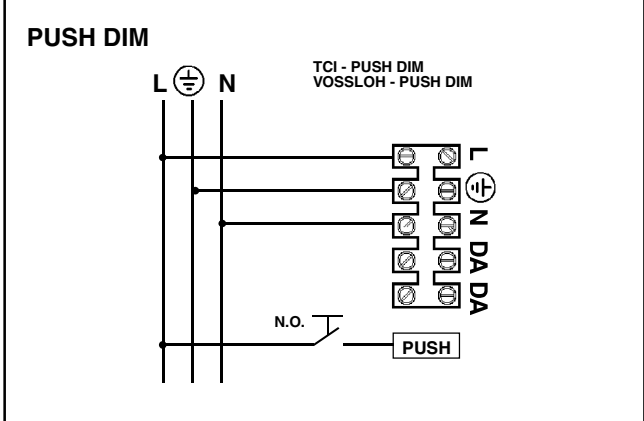 PUSH DIM
TCI - PUSH DIM
VOSSLOH - PUSH DIM
L N
L
N
DA
DA
N.O.
PUSH